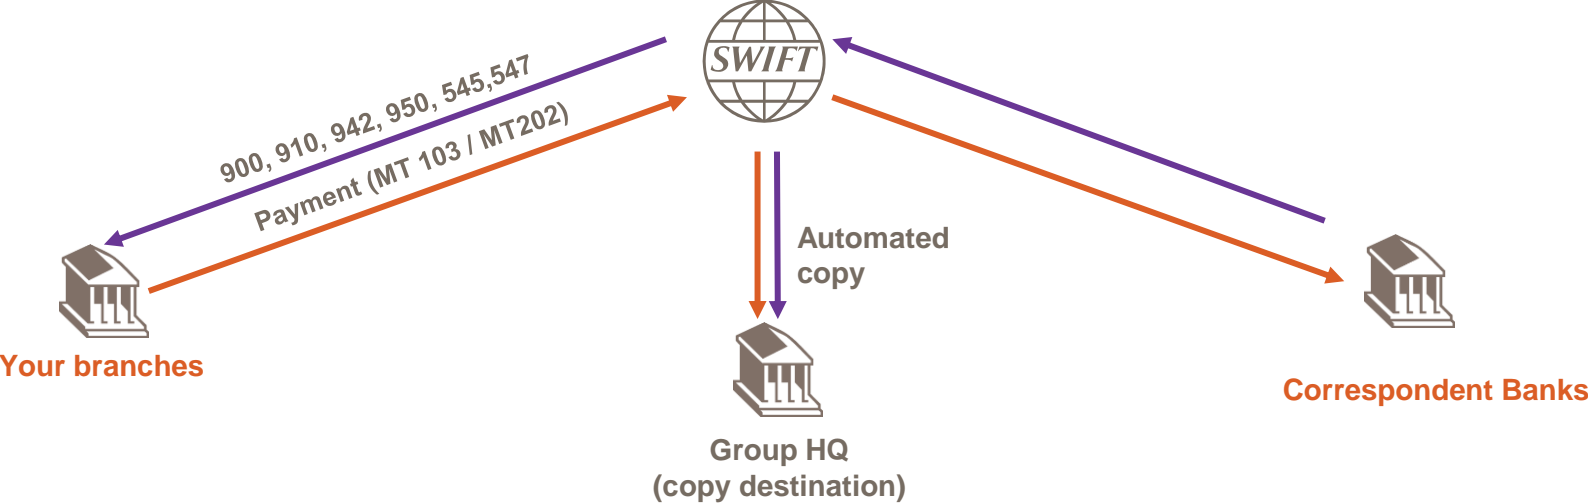 SWIFT
900, 910, 942, 950, 545,547
Payment (MT 103 / MT202)
Automated
copy
Your branches
Correspondent Banks
Group HQ
(copy destination)